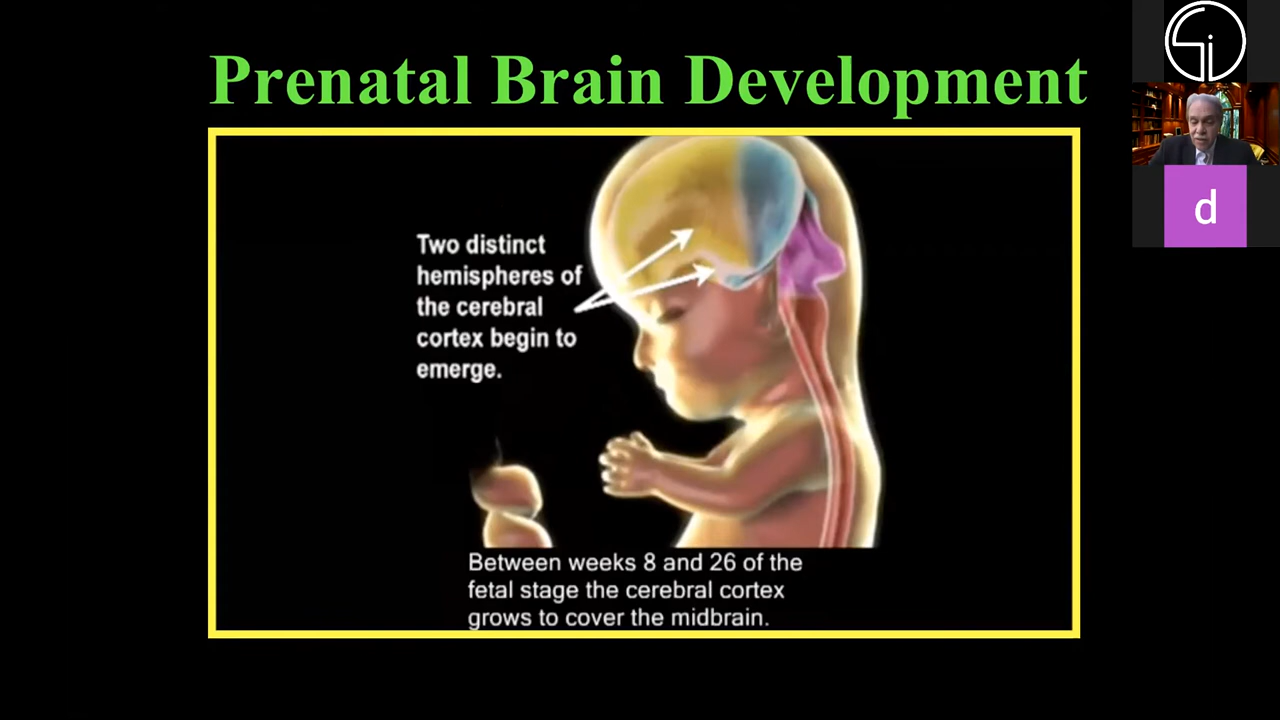 Prenatal Brain Development
Two distinct
hemispheres of
the cerebral
cortex begin to
emerge.
Between weeks 8 and 26 of the
fetal stage the cerebral cortex
grows to cover the midbrain.
d